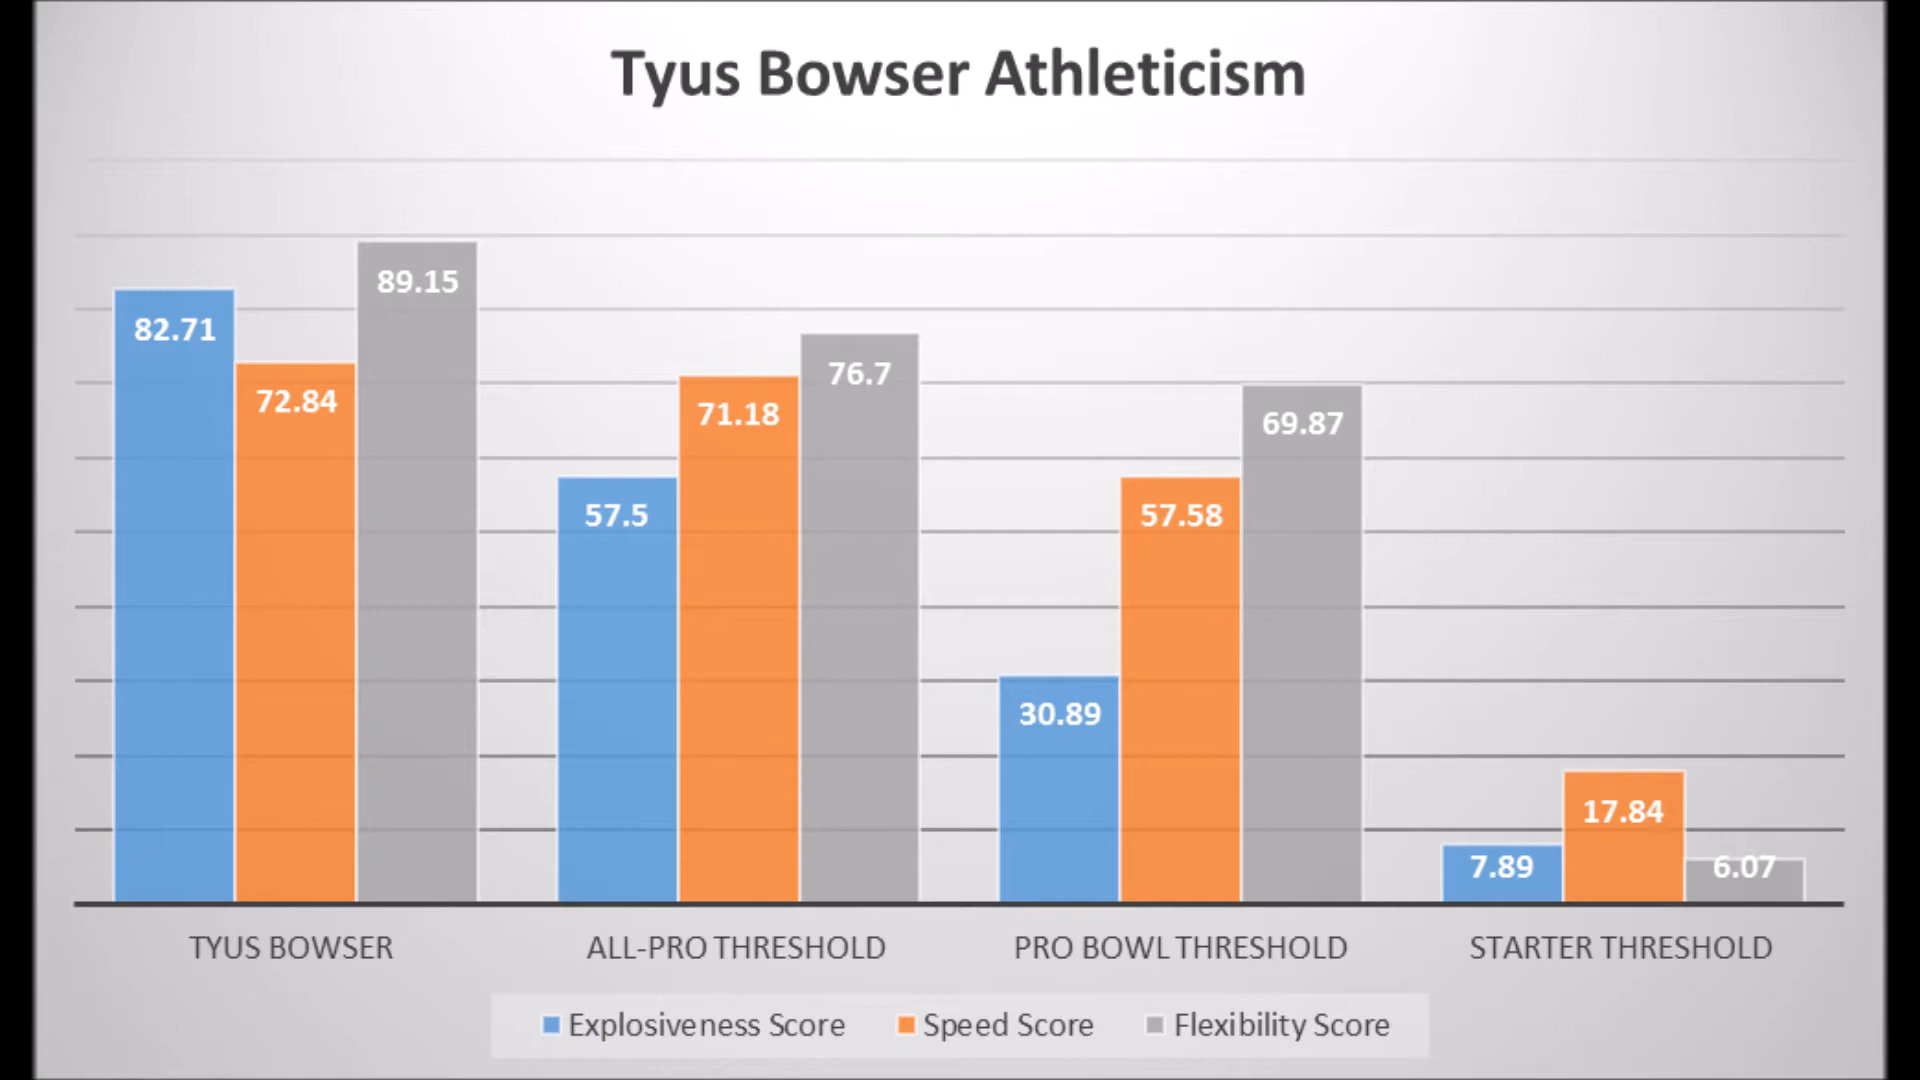 Tyus Bowser Athleticism
89.15
82.71
76.7
72.84
71.18
69.87
57.5
57.58
30.89
17.84
7.89
6.07
TYUS BOWSER
ALL-PRO THRESHOLD
PRO BOWL THRESHOLD
STARTER THRESHOLD
Explosiveness Score
Speed Score
Flexibility Score